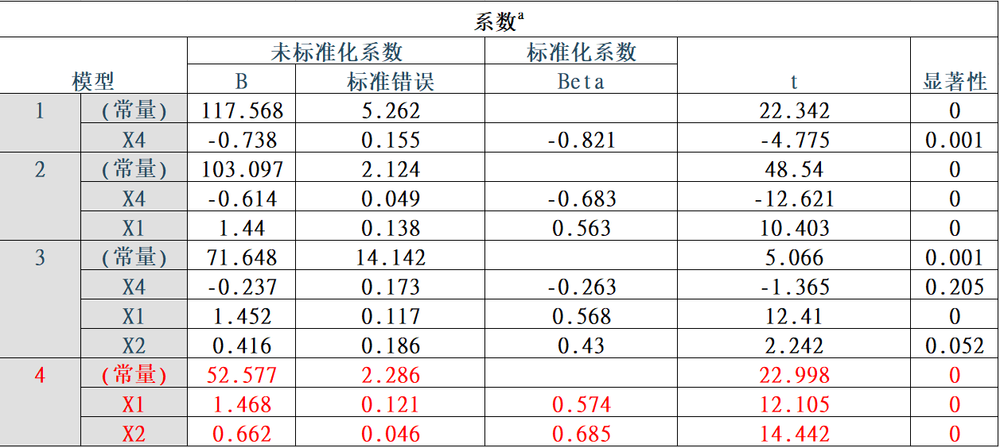 系数a
模型 未标准化系数 标准化系数 t 显著性
B 标准错误 Beta
1 (常量) 117.568 5.262 22.342 0
X4 -0.738 0.155 -0.821 -4.775 0.001
2 (常量) 103.097 2.124 48.54 0
X4 -0.614 0.049 -0.683 -12.621 0
X1 1.44 0.138 0.563 10.403 0
3 (常量) 71.648 14.142 5.066 0.001
X4 -0.237 0.173 -0.263 -1.365 0.205
X1 1.452 0.117 0.568 12.41 0
X2 0.416 0.186 0.43 2.242 0.052
4 (常量) 52.577 2.286 22.998 0
X1 1.468 0.121 0.574 12.105 0
X2 0.662 0.046 0.685 14.442 0